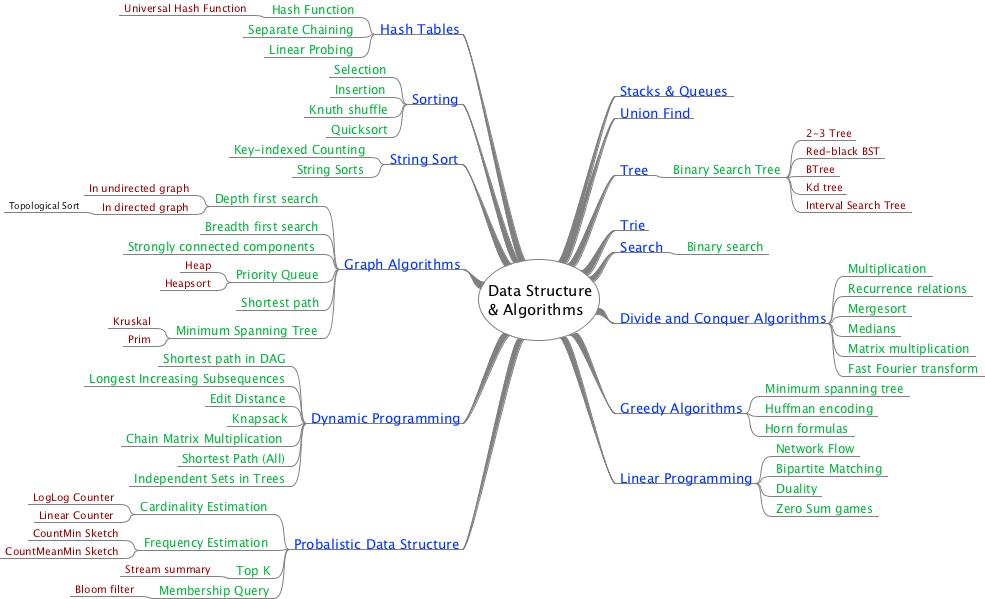 Data Structure
& Algorithms
Hash Tables
Hash Function
Universal Hash Function
Separate Chaining
Linear Probing
Sorting
Selection
Insertion
Knuth shuffle
Quicksort
String Sort
Key-indexed Counting
String Sorts
Graph Algorithms
Depth first search
In undirected graph
In directed graph
Topological Sort
Breadth first search
Strongly connected components
Priority Queue
Heap
Heapsort
Shortest path
Minimum Spanning Tree
Kruskal
Prim
Dynamic Programming
Shortest path in DAG
Longest Increasing Subsequences
Edit Distance
Knapsack
Chain Matrix Multiplication
Shortest Path (All)
Independent Sets in Trees
Probalistic Data Structure
Cardinality Estimation
LogLog Counter
Linear Counter
Frequency Estimation
CountMin Sketch
CountMeanMin Sketch
Top K
Stream summary
Membership Query
Bloom filter
Stacks & Queues
Union Find
Tree
Binary Search Tree
2-3 Tree
Red-black BST
BTree
Kd tree
Interval Search Tree
Trie
Search
Binary search
Divide and Conquer Algorithms
Multiplication
Recurrence relations
Mergesort
Medians
Matrix multiplication
Fast Fourier transform
Greedy Algorithms
Minimum spanning tree
Huffman encoding
Horn formulas
Linear Programming
Network Flow
Bipartite Matching
Duality
Zero Sum games